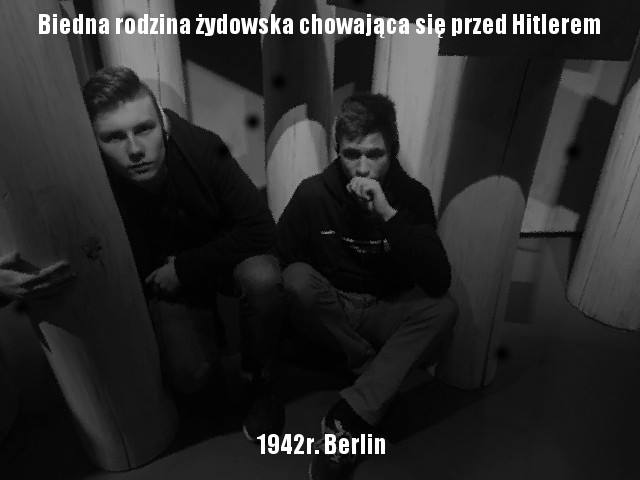 Biedna rodzina żydowska chowająca się przed Hitlerem
1942r. Berlin